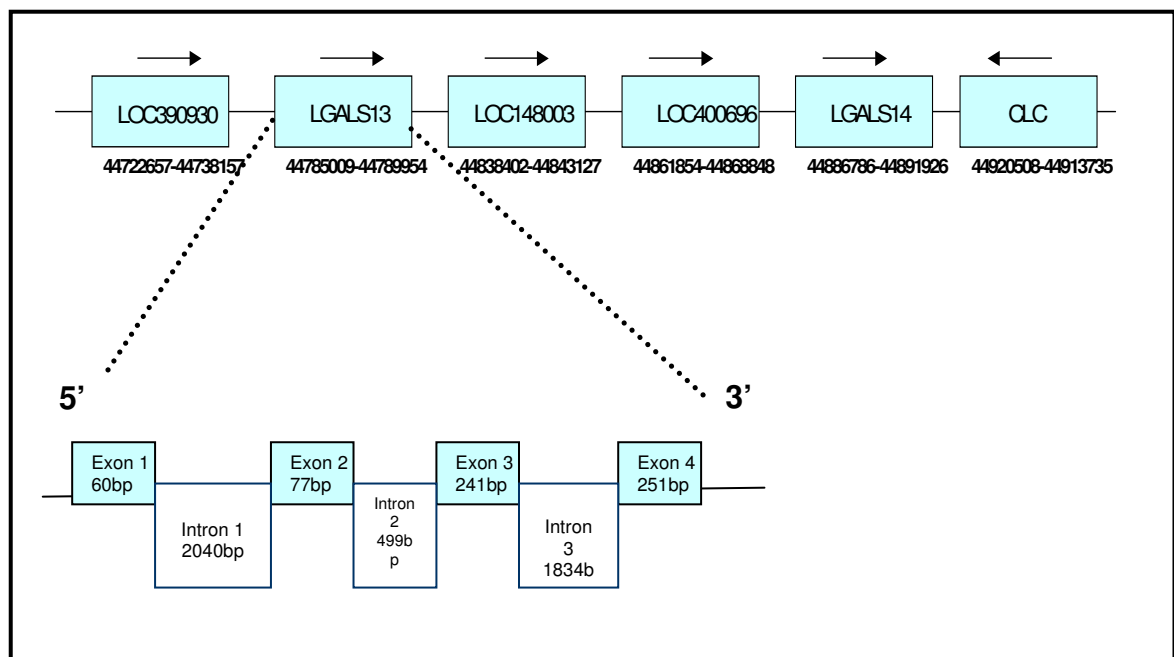 LOC390930 LGALS13 LOC148003 LOC400696 LGALS14 CLC
44722657-44738157 44785009-44789954 44838402-44843127 44861854-44868848 44886786-44891926 44920508-44913735
5’ 3’
Exon 1
60bp
Intron 1
2040bp
Exon 2
77bp
Intron
2
499b
p
Exon 3
241bp
Intron
3
1834b
Exon 4
251bp